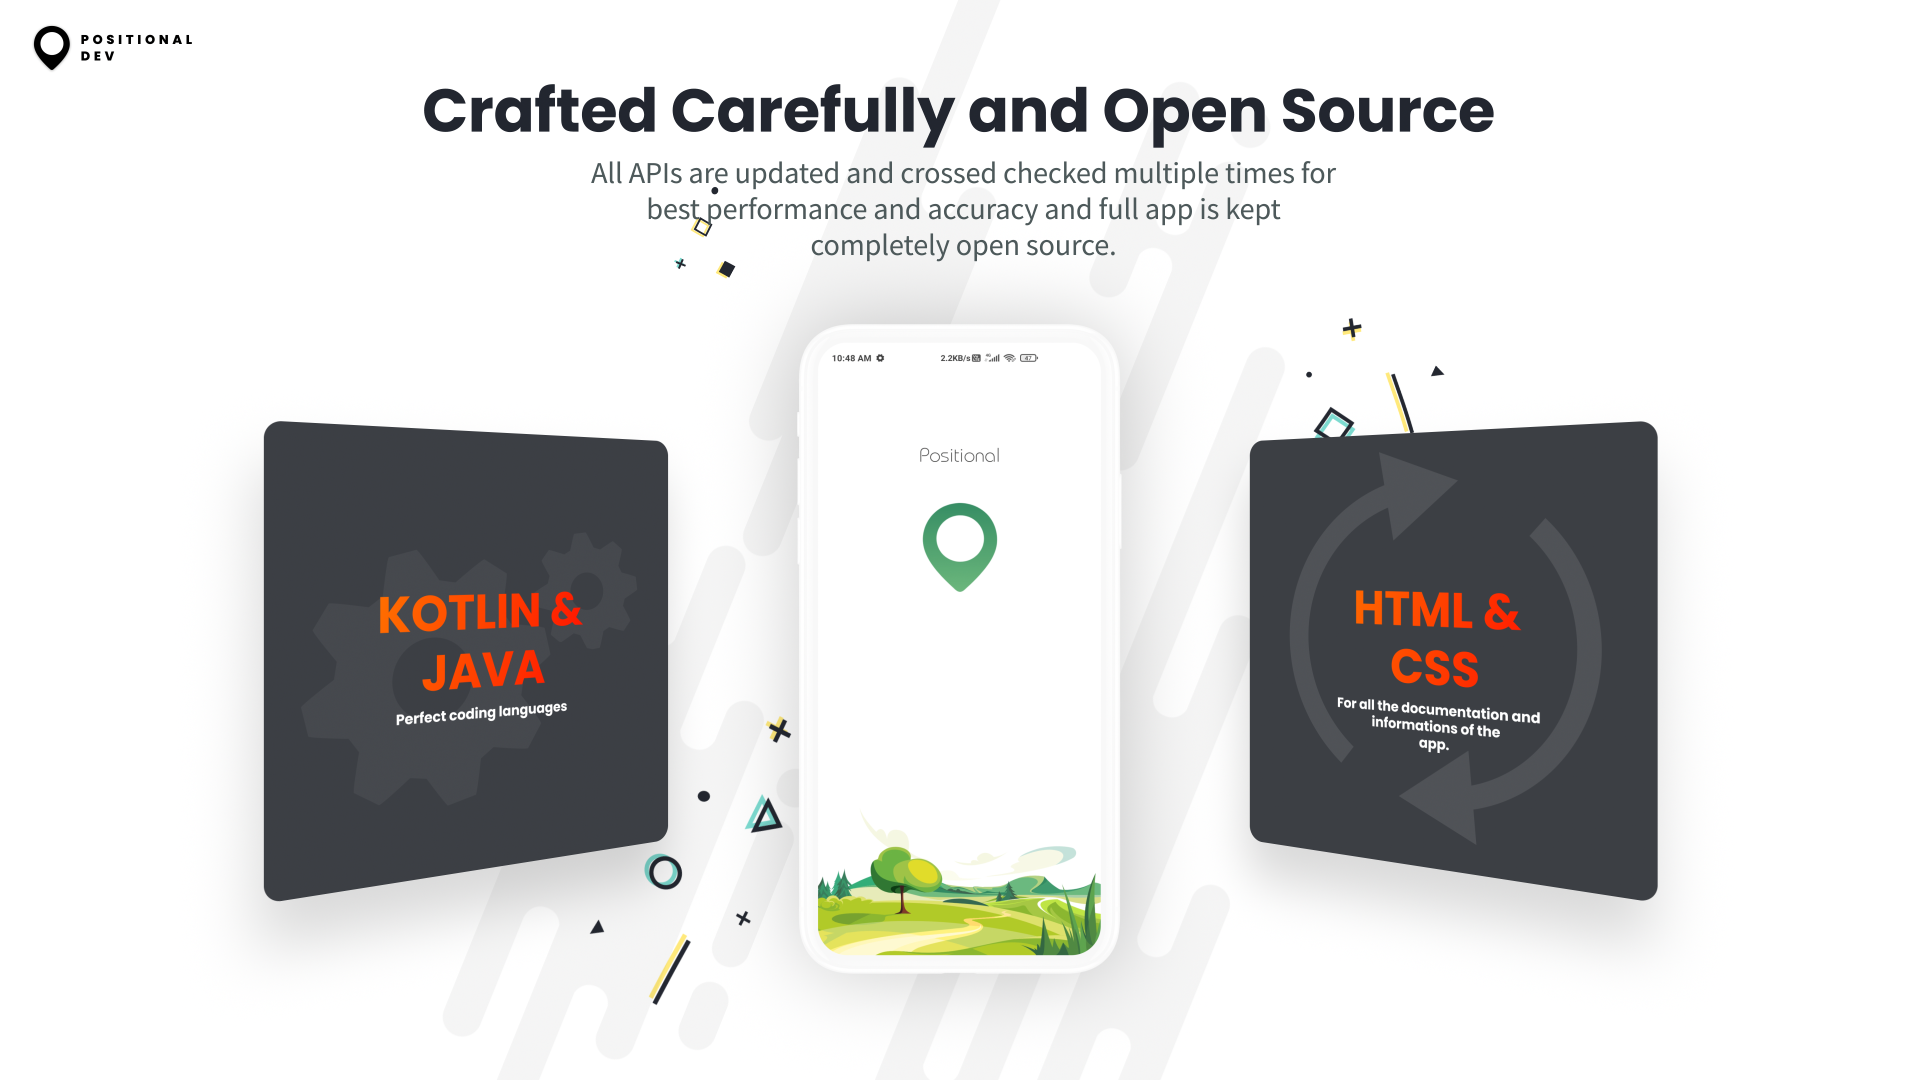 POSITIONAL
DEV
Crafted Carefully and Open Source
All APIs are updated and crossed checked multiple times for
best performance and accuracy and full app is kept
completely open source.
10:48 AM
2.2KB/s
47
Positional
KOTLIN &
JAVA
Perfect coding languages
HTML &
CSS
For all the documentation and
informations of the
app.